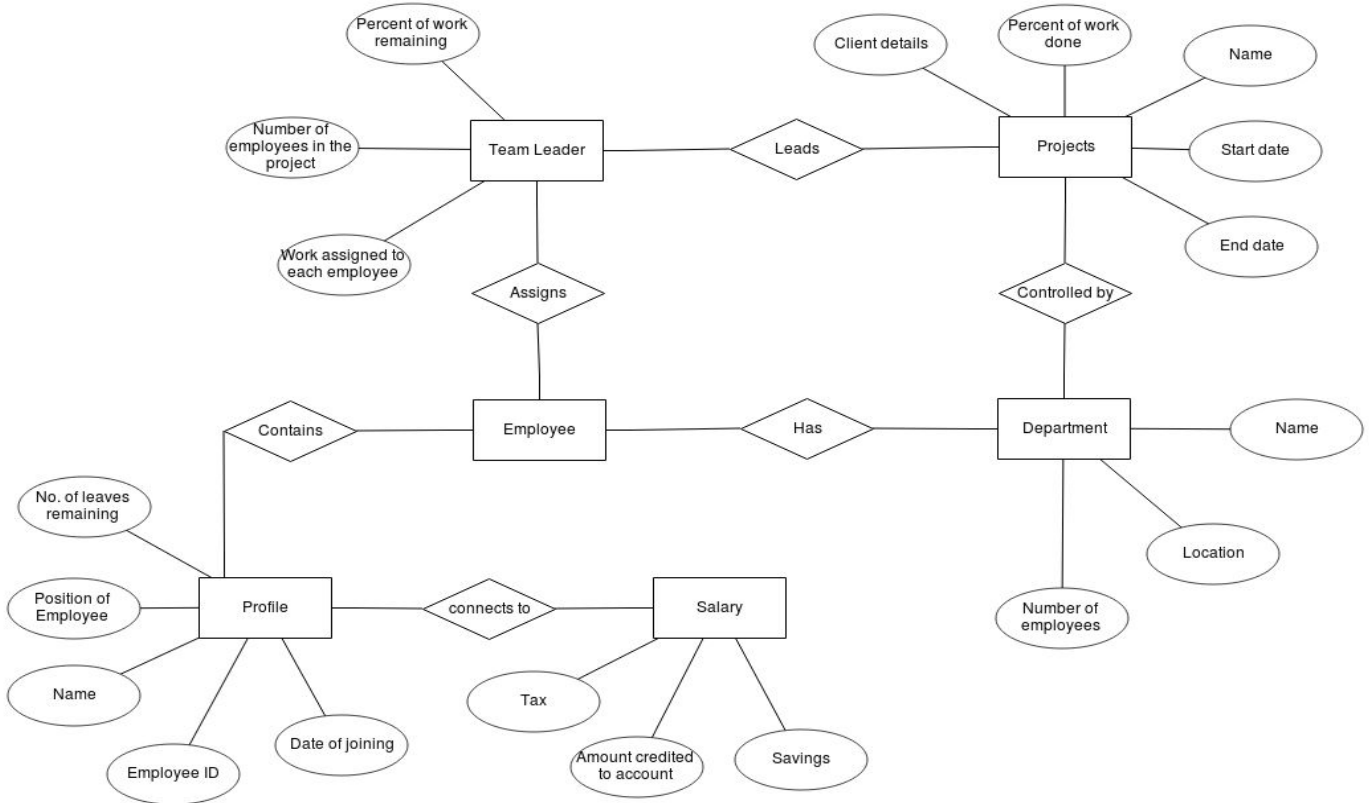 Percent of work
remaining
Client details
Percent of work
done
Name
Number of
employees in the
project
Team Leader
Leads
Projects
Start date
Work assigned to
each employee
End date
Assigns
Controlled by
Contains
Employee
Has
Department
Name
No. of leaves
remaining
Location
Position of
Employee
Profile
connects to
Salary
Number of
employees
Name
Tax
Employee ID
Date of joining
Amount credited
to account
Savings